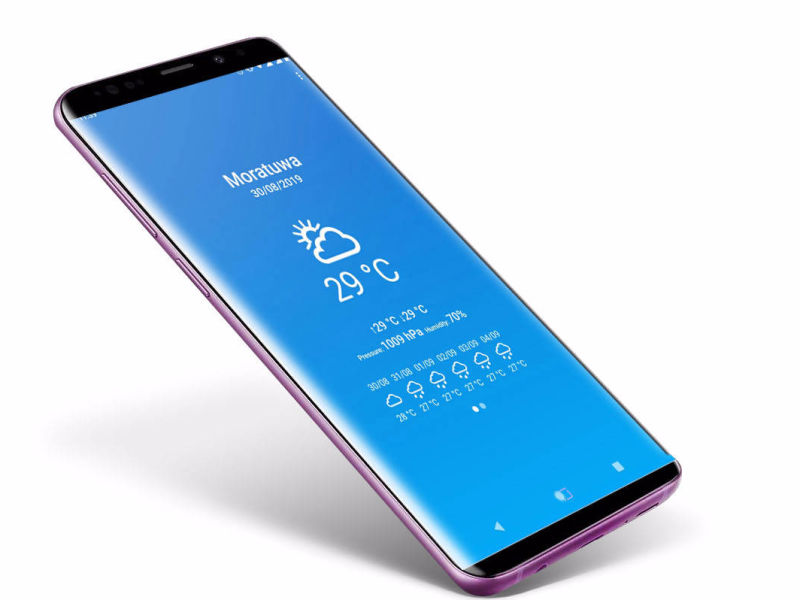 Moratuwa
30/08/2019
29 °C
↑29 °C ↓29 °C
Pressure: 1009 hPa Humidity: 70%
30/08 31/08 01/09 02/09 03/09 04/09
28 °C 27 °C 27 °C 27 °C 27 °C 27 °C